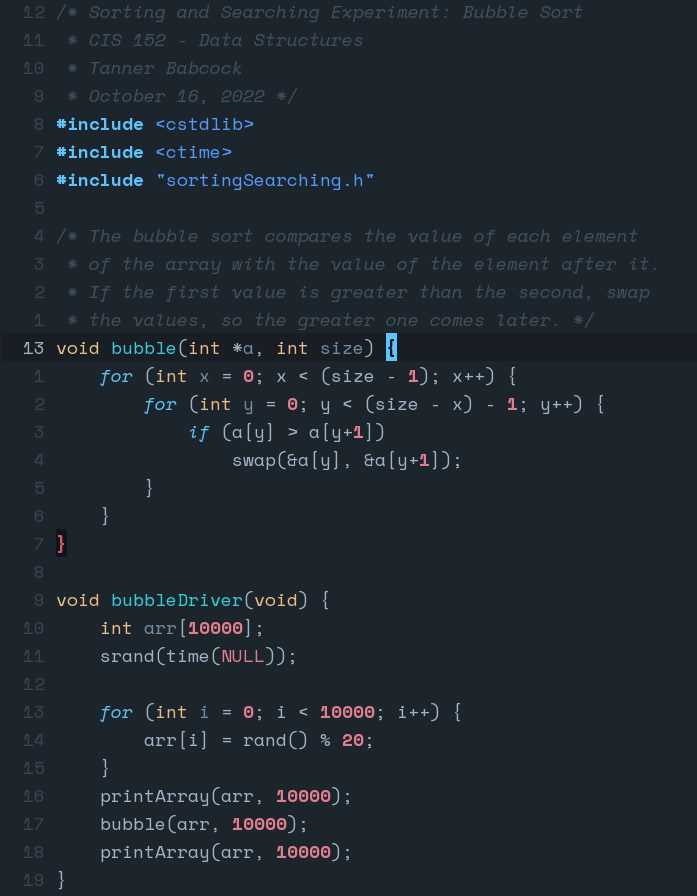 12 /* Sorting and Searching Experiment: Bubble Sort
11  * CIS 152 - Data Structures
10  * Tanner Babcock
9  * October 16, 2022 */
8 #include <cstdlib>
7 #include <ctime>
6 #include "sortingSearching.h"
5
4 /* The bubble sort compares the value of each element
3  * of the array with the value of the element after it.
2  * If the first value is greater than the second, swap
1  * the values, so the greater one comes later. */
13 void bubble(int *a, int size) {
1     for (int x = 0; x < (size - 1); x++) {
2         for (int y = 0; y < (size - x) - 1; y++) {
3             if (a[y] > a[y+1])
4                 swap(&a[y], &a[y+1]);
5         }
6     }
7 }
8
9 void bubbleDriver(void) {
10     int arr[10000];
11     srand(time(NULL));
12
13     for (int i = 0; i < 10000; i++) {
14         arr[i] = rand() % 20;
15     }
16     printArray(arr, 10000);
17     bubble(arr, 10000);
18     printArray(arr, 10000);
19 }